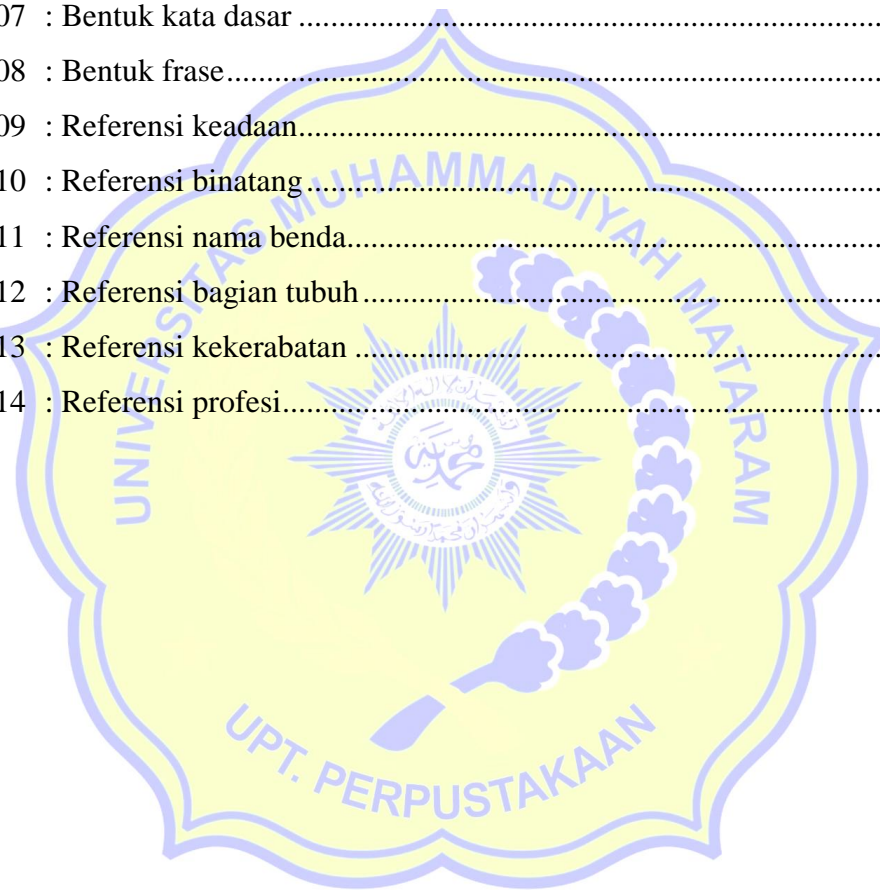 07 : Bentuk kata dasar ................................................................................
08 : Bentuk frase................................................................................
09 : Referensi keadaan................................................................................
10 : Referensi binatang ................................................................................
11 : Referensi nama benda................................................................................
12 : Referensi bagian tubuh ................................................................................
13 : Referensi kekerabatan ................................................................................
14 : Referensi profesi................................................................................
UNIVERSITAS MUHAMMADIYAH MATARAM
UPT. PERPUSTAKAAN